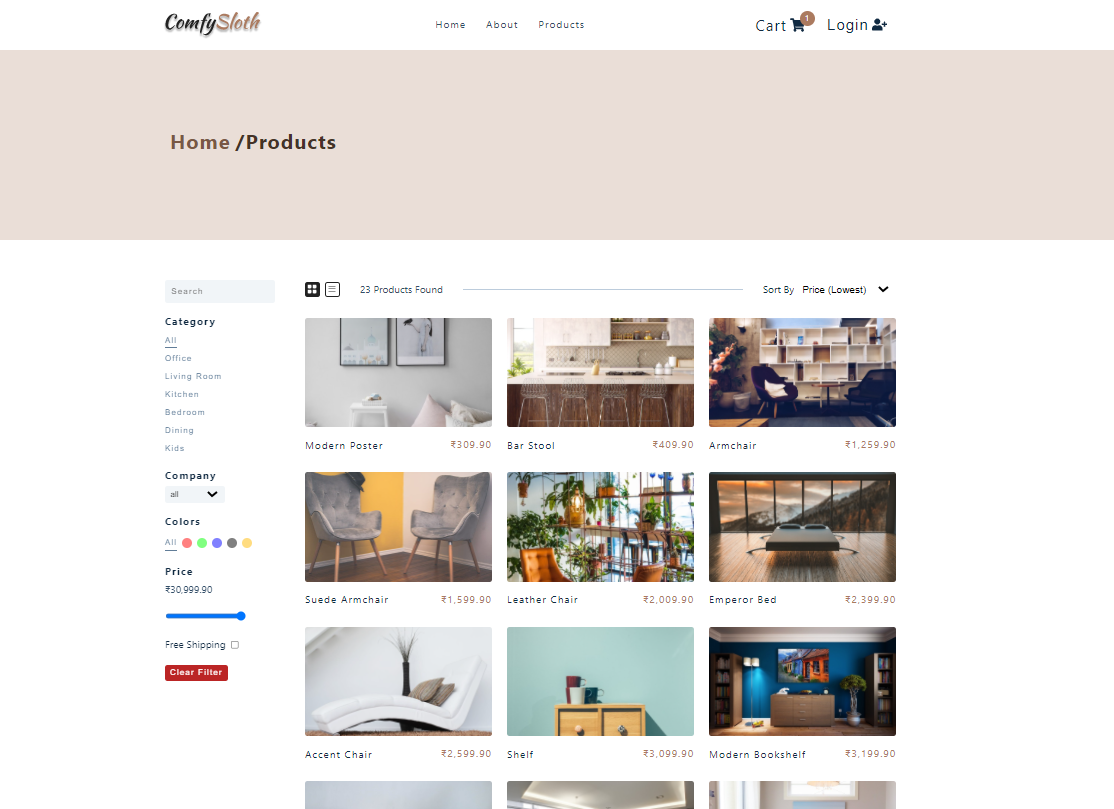 ComfySloth
Home About Products
Cart 1 Login
Home /Products
Search
Category
All
Office
Living Room
Kitchen
Bedroom
Dining
Kids
Company
all
Colors
All
Price
₹30,999.90
Free Shipping
Clear Filter
23 Products Found
Sort By Price (Lowest)
Modern Poster ₹309.90
Bar Stool ₹409.90
Armchair ₹1,259.90
Suede Armchair ₹1,599.90
Leather Chair ₹2,009.90
Emperor Bed ₹2,399.90
Accent Chair ₹2,599.90
Shelf ₹3,099.90
Modern Bookshelf ₹3,199.90